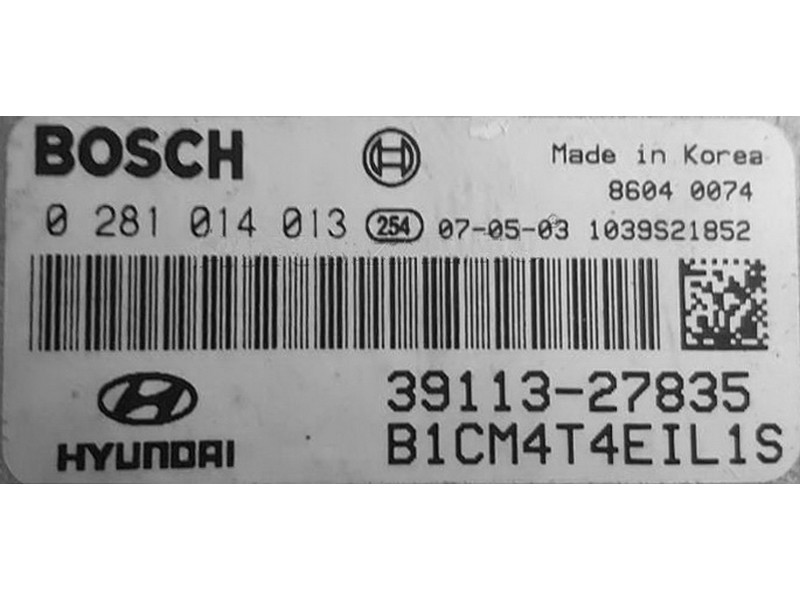 BOSCH
Made in Korea
8604 0074
0 281 014 013 254 07-05-03 1039S21852
39113-27835
HYUNDAI B1CM4T4EIL1S